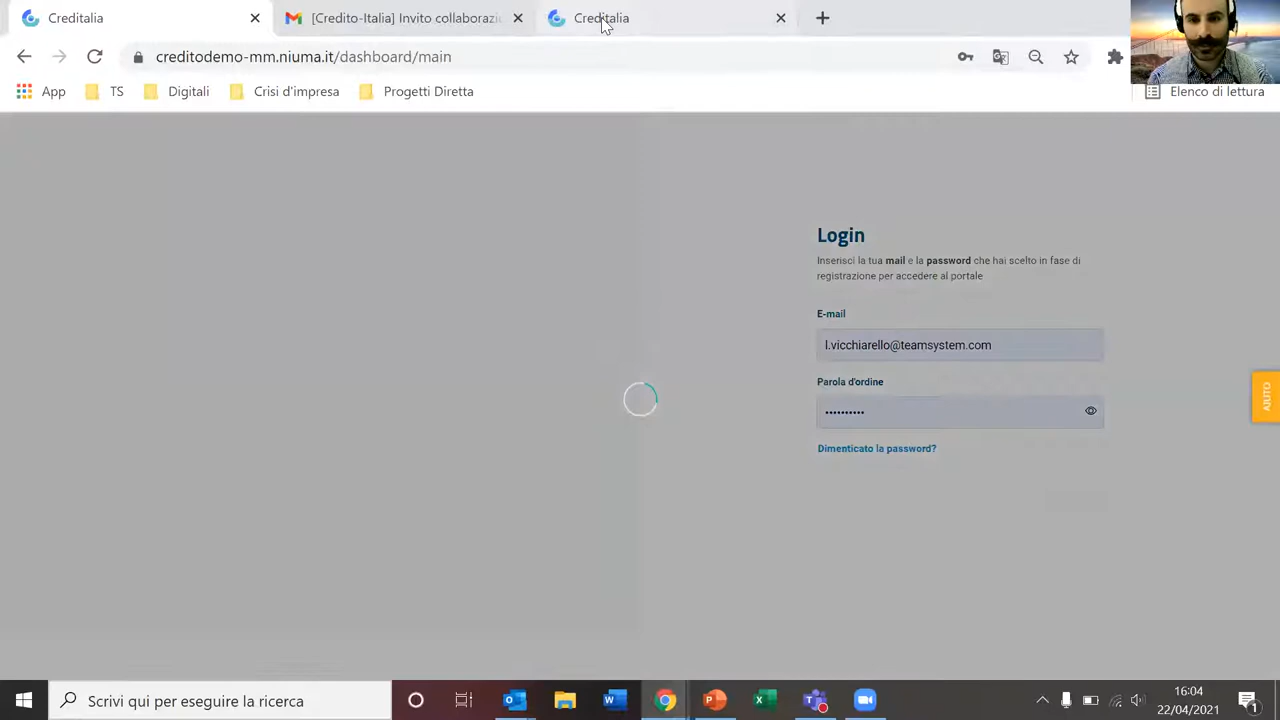 Creditalia
[Credito-Italia] Invito collaborazi
Creditalia
creditodemo-mm.niuma.it/dashboard/main
App
TS
Digitali
Crisi d'impresa
Progetti Diretta
Elenco di lettura
Login
Inserisci la tua mail e la password che hai scelto in fase di
registrazione per accedere al portale
E-mail
l.vicchiarello@teamsystem.com
Parola d'ordine
••••••••••
Dimenticato la password?
AIUTO
Scrivi qui per eseguire la ricerca
16:04
22/04/2021
1